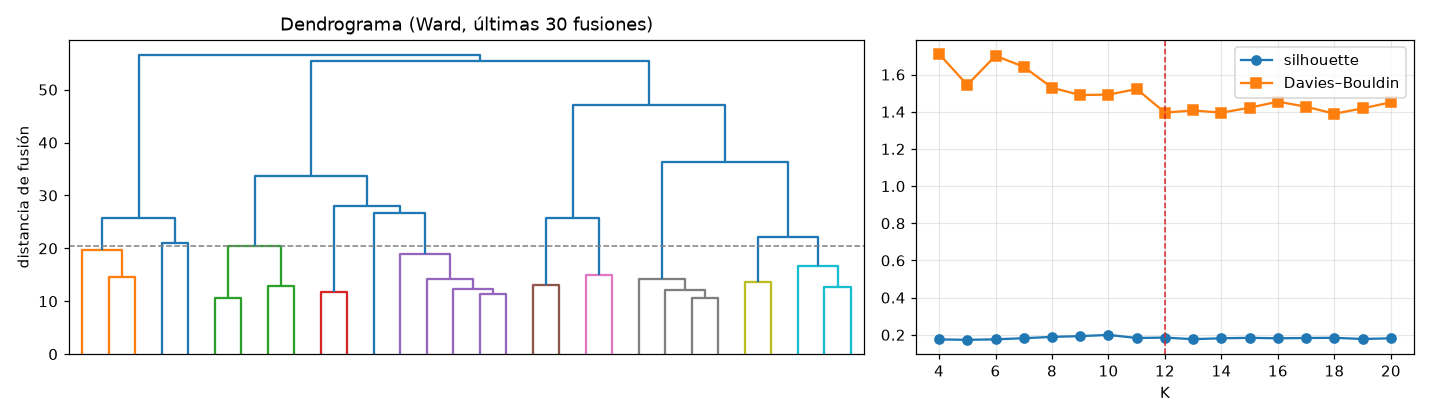 Dendrograma (Ward, últimas 30 fusiones)
distancia de fusión
50
40
30
20
10
0
silhouette
Davies–Bouldin
1.6
1.4
1.2
1.0
0.8
0.6
0.4
0.2
4 6 8 10 12 14 16 18 20
K